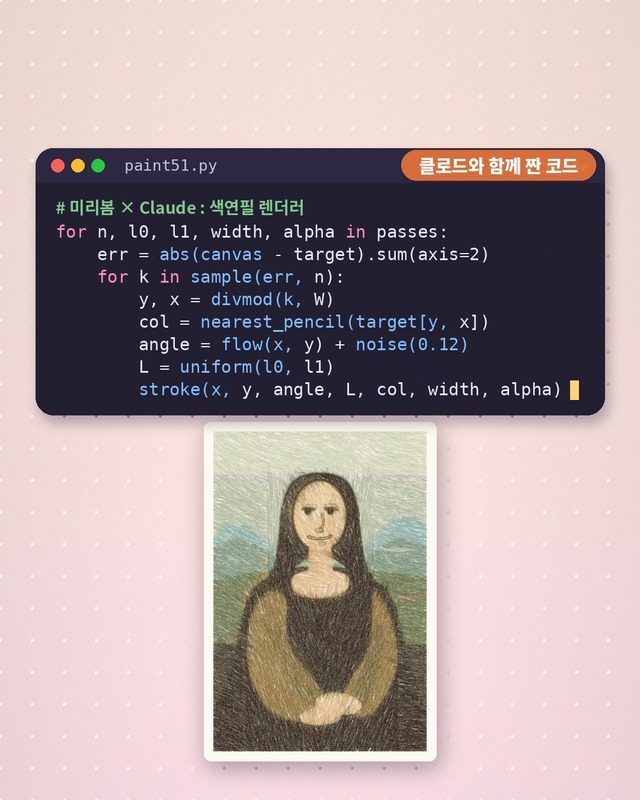 paint51.py
클로드와 함께 짠 코드
# 미리봄 × Claude : 색연필 렌더러
for n, l0, l1, width, alpha in passes:
    err = abs(canvas - target).sum(axis=2)
    for k in sample(err, n):
        y, x = divmod(k, W)
        col = nearest_pencil(target[y, x])
        angle = flow(x, y) + noise(0.12)
        L = uniform(l0, l1)
        stroke(x, y, angle, L, col, width, alpha)